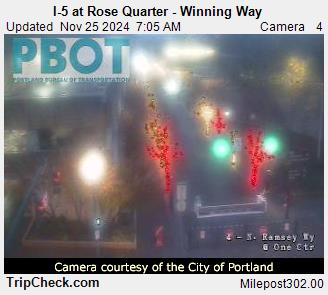 I-5 at Rose Quarter - Winning Way
Updated Nov 25 2024 7:05 AM Camera 4
PBOT
PORTLAND BUREAU OF TRANSPORTATION
4 - N. Ramsey Wy
@ One Ctr
Camera courtesy of the City of Portland
TripCheck.com Milepost302.00